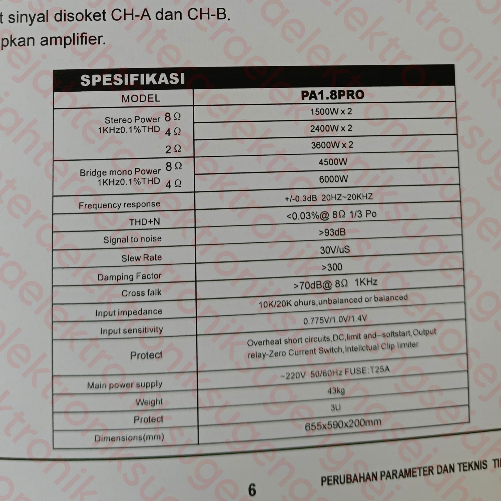 t sinyal disoket CH-A dan CH-B.
pkan amplifier.
SPESIFIKASI
MODEL PA1.8PRO
Stereo Power 8 Ω 1500W x 2
1KHz0.1%THD 4 Ω 2400W x 2
2 Ω 3600W x 2
Bridge mono Power 8 Ω 4500W
1KHz0.1%THD 4 Ω 6000W
Frequency response +/-0.3dB 20HZ~20KHZ
THD+N <0.03%@ 8Ω 1/3 Po
Signal to noise >93dB
Slew Rate 30V/uS
Damping Factor >300
Cross falk >70dB@ 8Ω 1KHz
Input impedance 10K/20K ohurs,unbalanced or balanced
Input sensitivity 0.775V/1.0V/1.4V
Protect Overheat short circuits,DC,limit and- softstart,Output
relay-Zero Current Switch,Intellctual Clip limiter
Main power supply ~220V 50/60Hz FUSE:T25A
Weight 43kg
Protect 3U
Dimensions(mm) 655x590x200mm
6
PERUBAHAN PARAMETER DAN TEKNIS